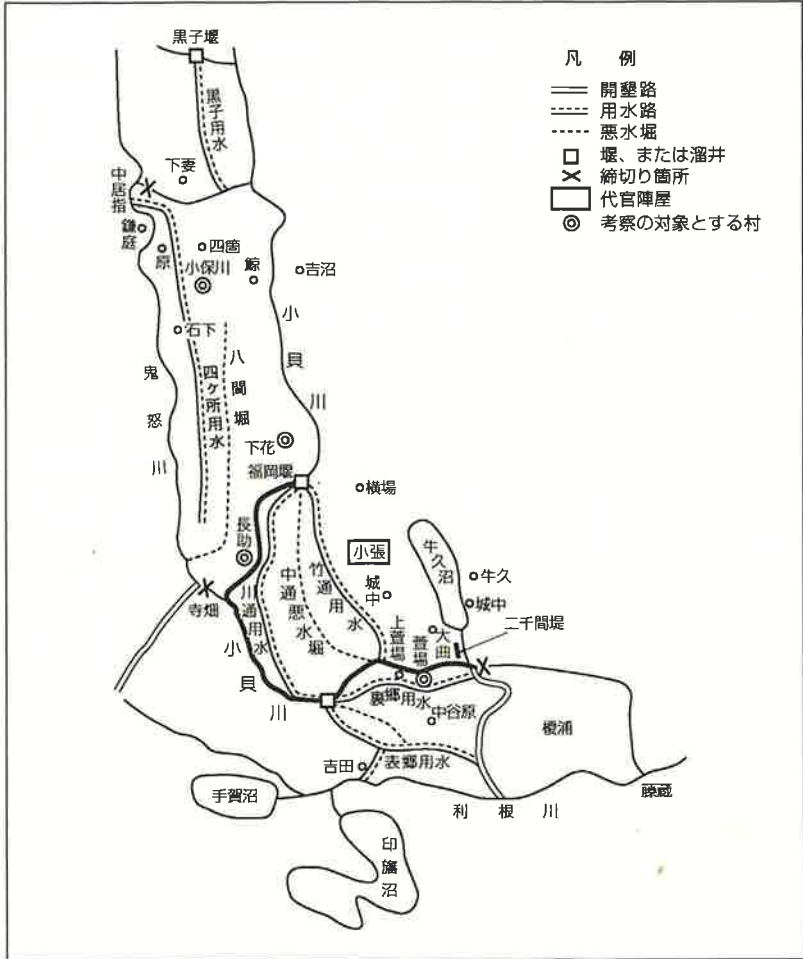 黒子堰
黒子用水
下妻
中居指
鎌庭
原
四箇
小保川
鯨
吉沼
石下
小貝川
鬼怒川
四ケ所用水
八間堀
下花
福岡堰
横場
長助
小張
城中
牛久沼
牛久
城中
二千間堤
寺畑
川通用水
中通悪水堀
竹通用水
上萱場
萱場
大曲
小貝川
裏郷用水
中谷原
榎浦
吉田
表郷用水
手賀沼
利根川
藤蔵
印旛沼
凡例
開墾路
用水路
悪水堀
堰、または溜井
締切り箇所
代官陣屋
考察の対象とする村